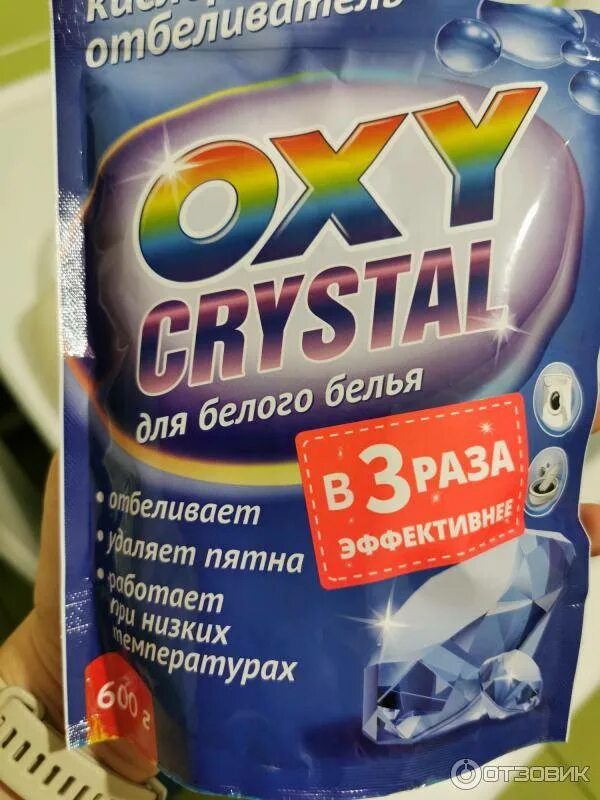 отбеливатель
OXY
CRYSTAL
для белого белья
В 3 РАЗА
ЭФФЕКТИВНЕЕ
• отбеливает
• удаляет пятна
• работает
при низких
температурах
600 г
ОТЗОВИК